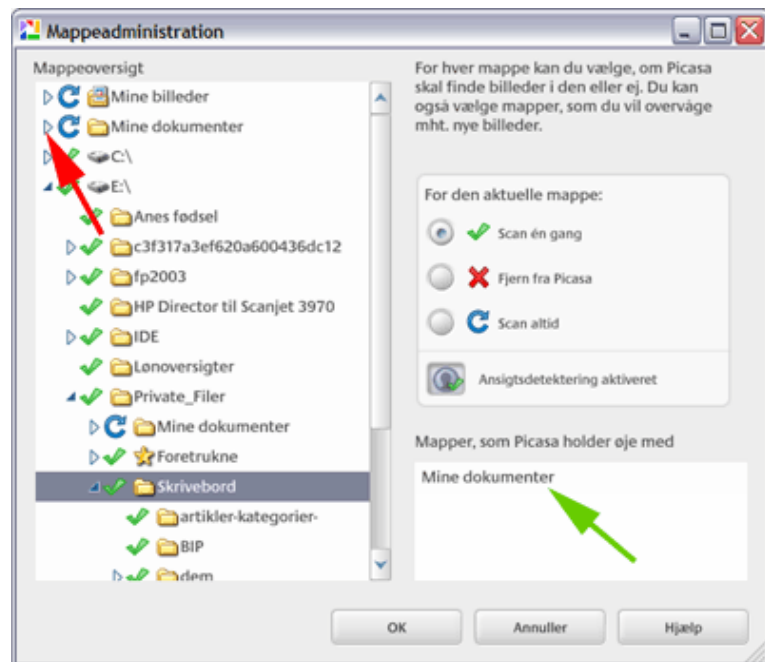 Mappeadministration
Mappeoversigt
Mine billeder
Mine dokumenter
C:\
E:\
Anes fødsel
c3f317a3ef620a600436dc12
fp2003
HP Director til Scanjet 3970
IDE
Lønoversigter
Private_Filer
Mine dokumenter
Foretrukne
Skrivebord
artikler-kategorier-
BIP
dem
For hver mappe kan du vælge, om Picasa
skal finde billeder i den eller ej. Du kan
også vælge mapper, som du vil overvåge
mht. nye billeder.
For den aktuelle mappe:
Scan én gang
Fjern fra Picasa
Scan altid
Ansigtsdetektering aktiveret
Mapper, som Picasa holder øje med
Mine dokumenter
OK
Annuller
Hjælp